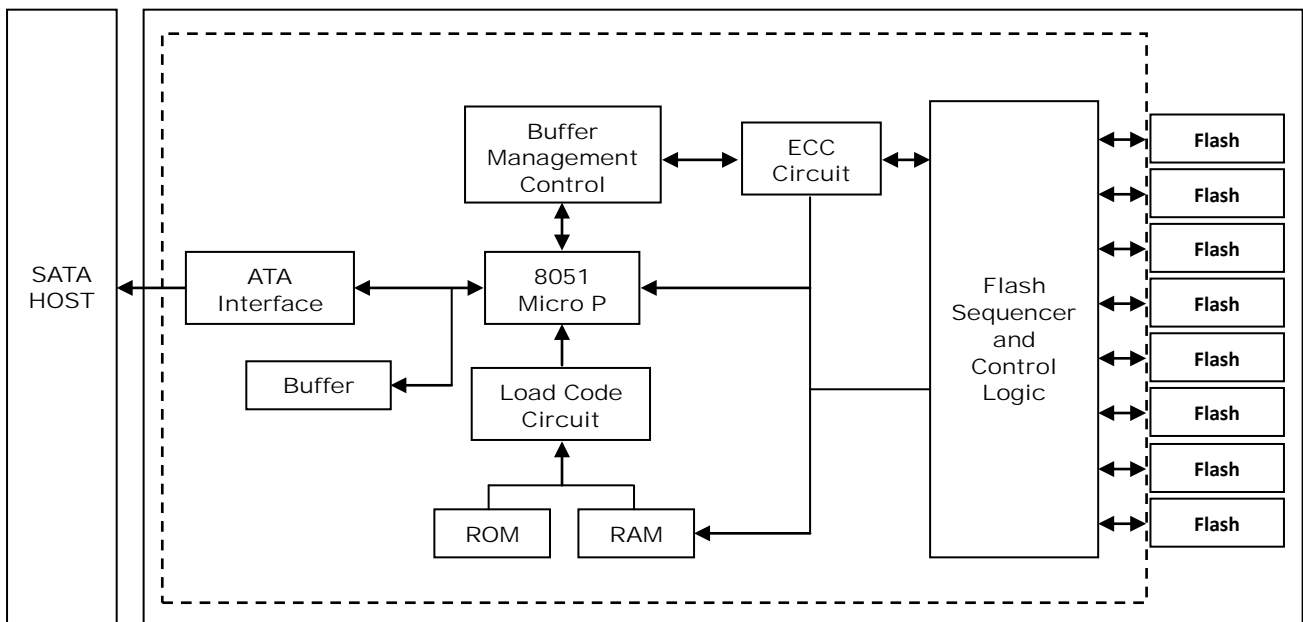 SATA
HOST
ATA
Interface
Buffer
Buffer
Management
Control
8051
Micro P
Load Code
Circuit
ROM
RAM
ECC
Circuit
Flash
Sequencer
and
Control
Logic
Flash
Flash
Flash
Flash
Flash
Flash
Flash
Flash